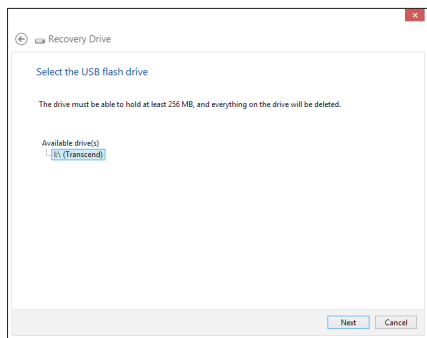 Recovery Drive
Select the USB flash drive
The drive must be able to hold at least 256 MB, and everything on the drive will be deleted.
Available drive(s)
I:\ (Transcend)
Next
Cancel